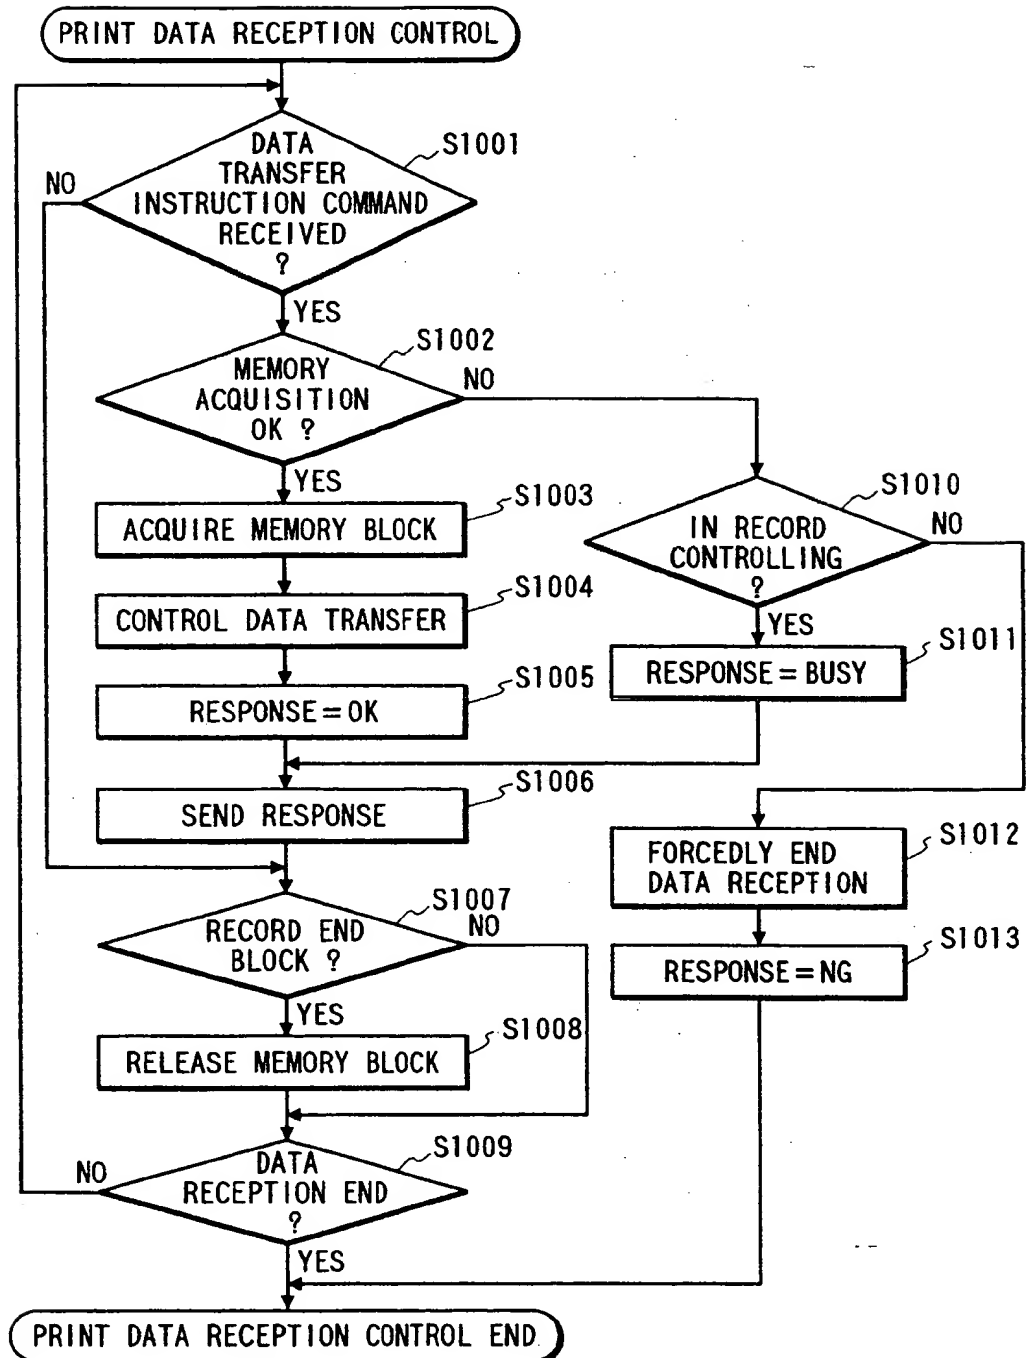 PRINT DATA RECEPTION CONTROL
DATA
TRANSFER
INSTRUCTION COMMAND
RECEIVED
?
S1001
NO
YES
MEMORY
ACQUISITION
OK ?
S1002
NO
YES
ACQUIRE MEMORY BLOCK
S1003
IN RECORD
CONTROLLING
?
S1010
NO
YES
CONTROL DATA TRANSFER
S1004
RESPONSE=BUSY
S1011
RESPONSE=OK
S1005
SEND RESPONSE
S1006
FORCEDLY END
DATA RECEPTION
S1012
RECORD END
BLOCK ?
S1007
NO
YES
RESPONSE=NG
S1013
RELEASE MEMORY BLOCK
S1008
DATA
RECEPTION END
?
S1009
NO
YES
PRINT DATA RECEPTION CONTROL END